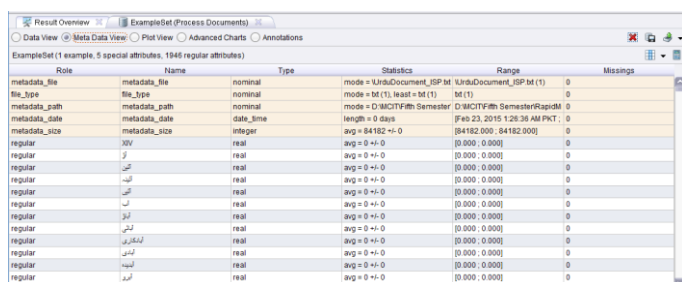 Result Overview ExampleSet (Process Documents)
Data View Meta Data View Plot View Advanced Charts Annotations
ExampleSet (1 example, 5 special attributes, 1946 regular attributes)
Role Name Type Statistics Range Missings
metadata_file metadata_file nominal mode = \UrduDocument_ISP.txt \UrduDocument_ISP.txt (1) 0
file_type file_type nominal mode = txt (1), least = txt (1) txt (1) 0
metadata_path metadata_path nominal mode = D:\MCIT\Fifth Semester\ D:\MCIT\Fifth Semester\RapidM 0
metadata_date metadata_date date_time length = 0 days [Feb 23, 2015 1:26:36 AM PKT ; 0
metadata_size metadata_size integer avg = 84182 +/- 0 [84182.000 ; 84182.000] 0
regular XIV real avg = 0 +/- 0 [0.000 ; 0.000] 0
regular real avg = 0 +/- 0 [0.000 ; 0.000] 0
regular real avg = 0 +/- 0 [0.000 ; 0.000] 0
regular real avg = 0 +/- 0 [0.000 ; 0.000] 0
regular real avg = 0 +/- 0 [0.000 ; 0.000] 0
regular آب real avg = 0 +/- 0 [0.000 ; 0.000] 0
regular real avg = 0 +/- 0 [0.000 ; 0.000] 0
regular real avg = 0 +/- 0 [0.000 ; 0.000] 0
regular آبادکاری real avg = 0 +/- 0 [0.000 ; 0.000] 0
regular آبادی real avg = 0 +/- 0 [0.000 ; 0.000] 0
regular real avg = 0 +/- 0 [0.000 ; 0.000] 0
regular real avg = 0 +/- 0 [0.000 ; 0.000] 0